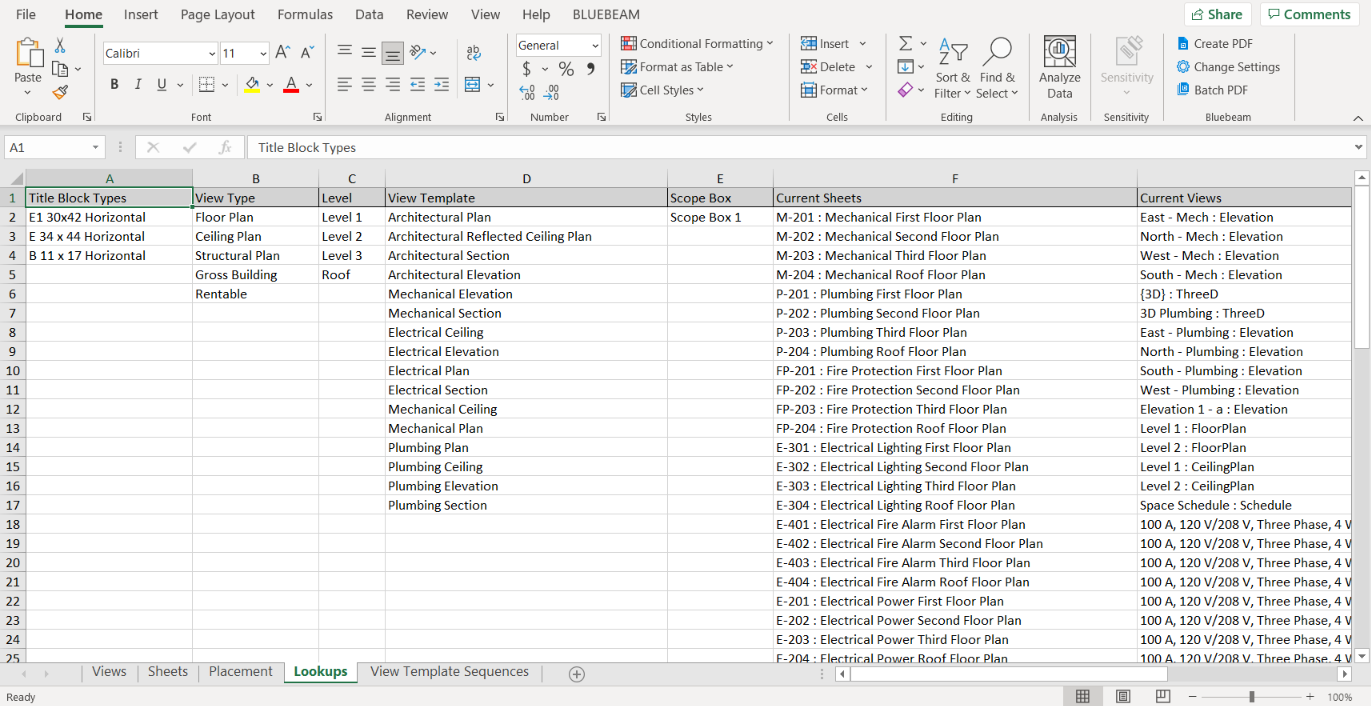 File Home Insert Page Layout Formulas Data Review View Help BLUEBEAM Share Comments
Calibri 11 General Conditional Formatting Insert Create PDF
Paste Format as Table Delete Sort & Filter Find & Select Analyze Data Sensitivity Change Settings
B I U A $ % Cell Styles Format Batch PDF
Clipboard Font Alignment Number Styles Cells Editing Analysis Sensitivity Bluebeam
A1 fx Title Block Types
A B C D E F
1 Title Block Types View Type Level View Template Scope Box Current Sheets Current Views
2 E1 30x42 Horizontal Floor Plan Level 1 Architectural Plan Scope Box 1 M-201 : Mechanical First Floor Plan East - Mech : Elevation
3 E 34 x 44 Horizontal Ceiling Plan Level 2 Architectural Reflected Ceiling Plan M-202 : Mechanical Second Floor Plan North - Mech : Elevation
4 B 11 x 17 Horizontal Structural Plan Level 3 Architectural Section M-203 : Mechanical Third Floor Plan West - Mech : Elevation
5 Gross Building Roof Architectural Elevation M-204 : Mechanical Roof Floor Plan South - Mech : Elevation
6 Rentable Mechanical Elevation P-201 : Plumbing First Floor Plan {3D} : ThreeD
7 Mechanical Section P-202 : Plumbing Second Floor Plan 3D Plumbing : ThreeD
8 Electrical Ceiling P-203 : Plumbing Third Floor Plan East - Plumbing : Elevation
9 Electrical Elevation P-204 : Plumbing Roof Floor Plan North - Plumbing : Elevation
10 Electrical Plan FP-201 : Fire Protection First Floor Plan South - Plumbing : Elevation
11 Electrical Section FP-202 : Fire Protection Second Floor Plan West - Plumbing : Elevation
12 Mechanical Ceiling FP-203 : Fire Protection Third Floor Plan Elevation 1 - a : Elevation
13 Mechanical Plan FP-204 : Fire Protection Roof Floor Plan Level 1 : FloorPlan
14 Plumbing Plan E-301 : Electrical Lighting First Floor Plan Level 2 : FloorPlan
15 Plumbing Ceiling E-302 : Electrical Lighting Second Floor Plan Level 1 : CeilingPlan
16 Plumbing Elevation E-303 : Electrical Lighting Third Floor Plan Level 2 : CeilingPlan
17 Plumbing Section E-304 : Electrical Lighting Roof Floor Plan Space Schedule : Schedule
18 E-401 : Electrical Fire Alarm First Floor Plan 100 A, 120 V/208 V, Three Phase, 4
19 E-402 : Electrical Fire Alarm Second Floor Plan 100 A, 120 V/208 V, Three Phase, 4
20 E-403 : Electrical Fire Alarm Third Floor Plan 100 A, 120 V/208 V, Three Phase, 4
21 E-404 : Electrical Fire Alarm Roof Floor Plan 100 A, 120 V/208 V, Three Phase, 4
22 E-201 : Electrical Power First Floor Plan 100 A, 120 V/208 V, Three Phase, 4
23 E-202 : Electrical Power Second Floor Plan 100 A, 120 V/208 V, Three Phase, 4
24 E-203 : Electrical Power Third Floor Plan 100 A, 120 V/208 V, Three Phase, 4
25 E-204 : Electrical Power Roof Floor Plan 100 A, 120 V/208 V, Three Phase, 4
Views Sheets Placement Lookups View Template Sequences
Ready 100%